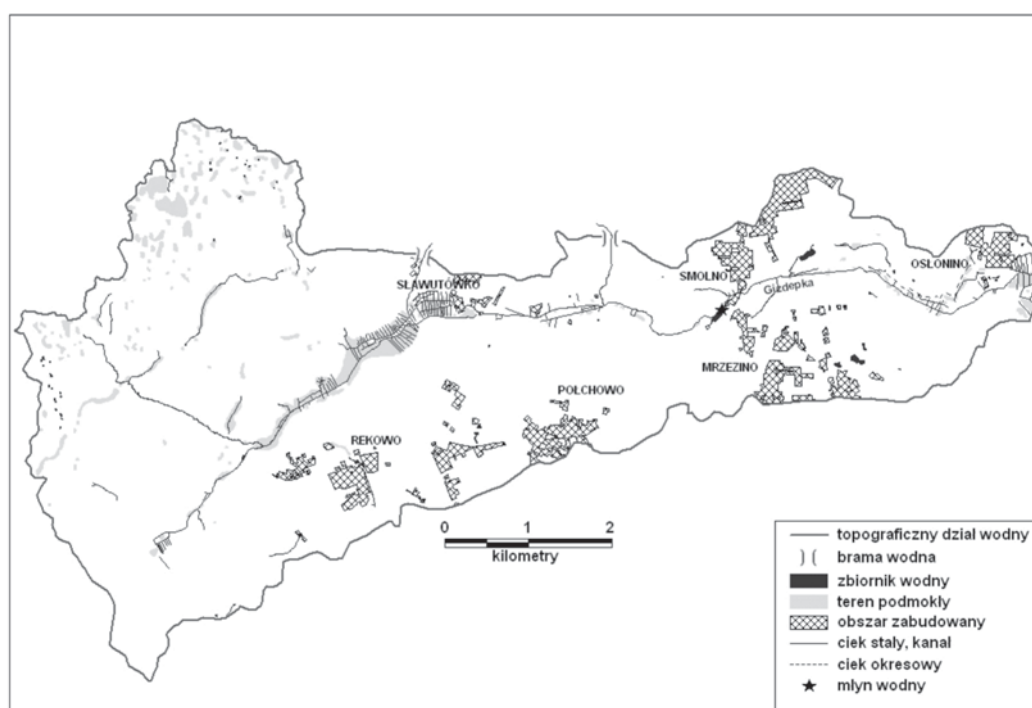 OSŁONINO
SMOLNO
SŁAWUTÓWKO
Gizdepka
MRZEZINO
POŁCHOWO
REKOWO
0 1 2
kilometry
topograficzny dział wodny
brama wodna
zbiornik wodny
teren podmokły
obszar zabudowany
ciek stały, kanał
ciek okresowy
młyn wodny